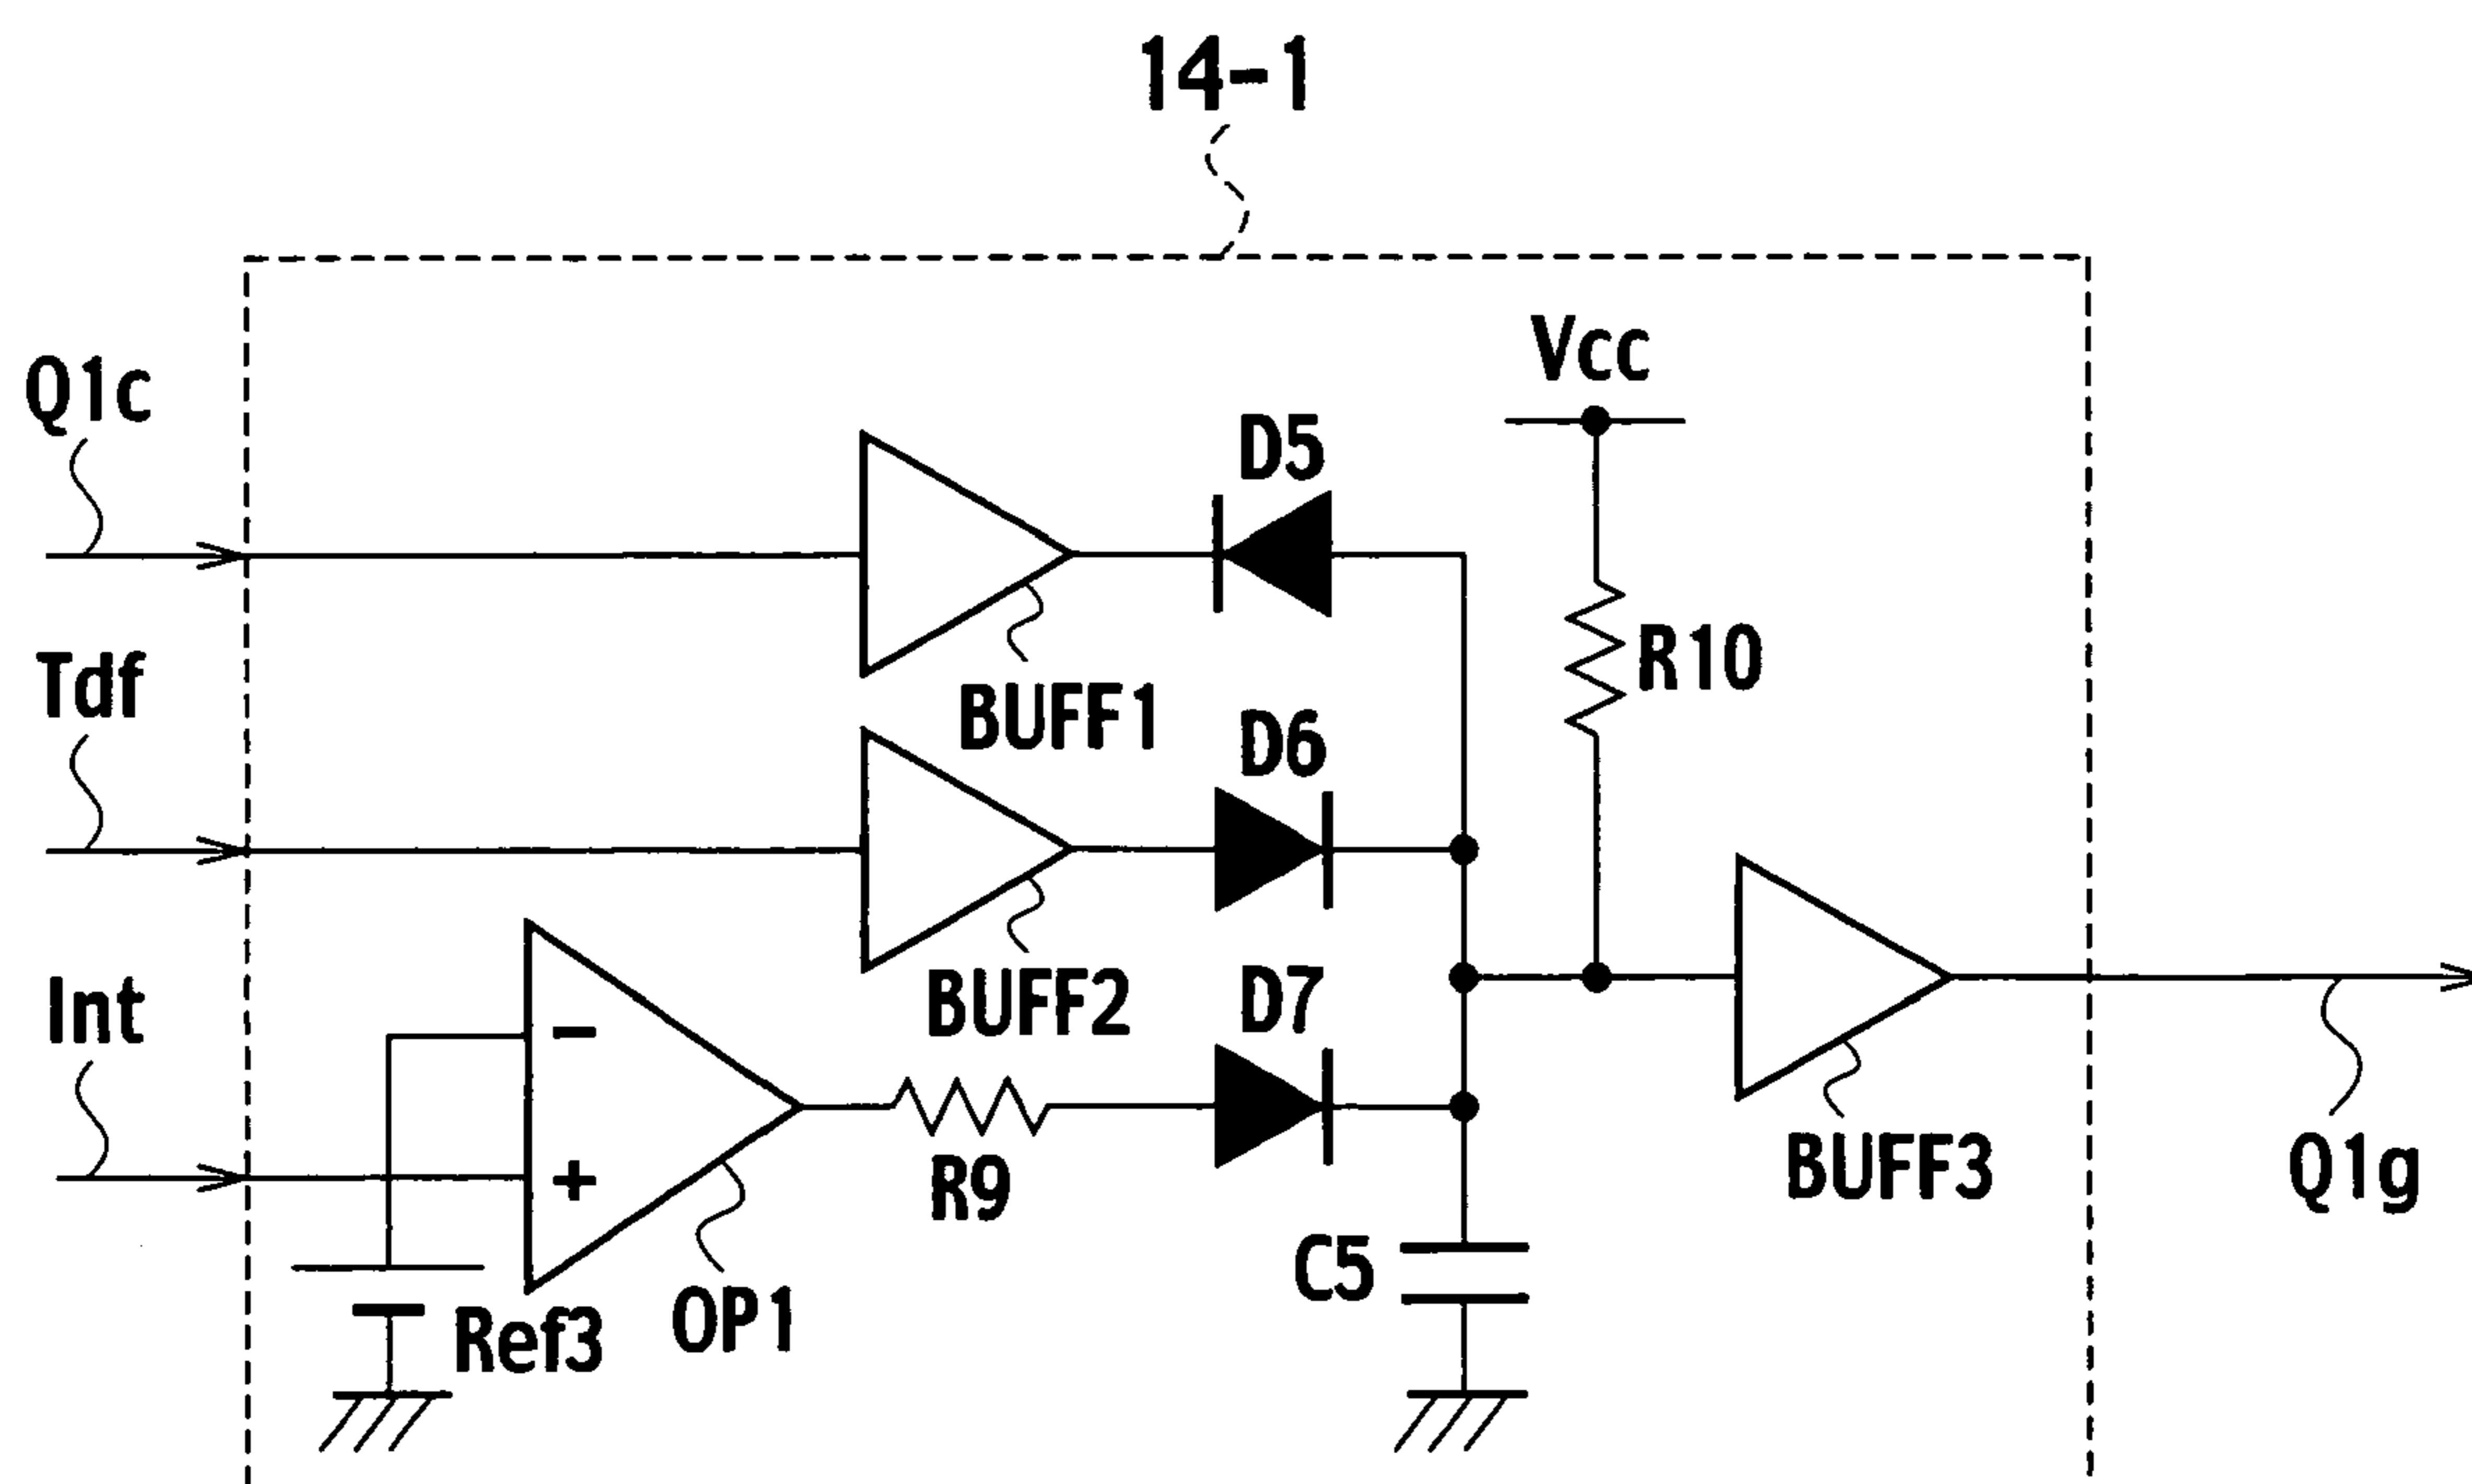 14-1
Vcc
Q1c
D5
R10
Tdf
BUFF1
D6
Int
BUFF2
D7
−
+
R9
BUFF3
Q1g
C5
Ref3
OP1